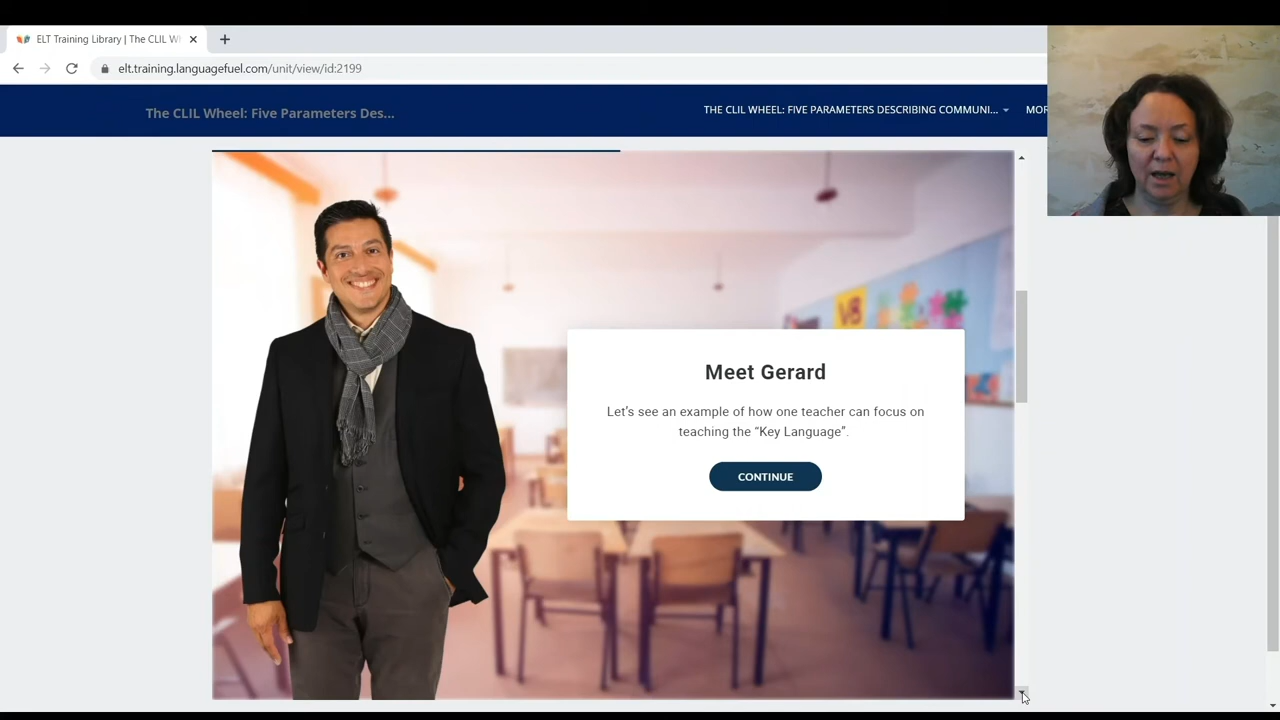 ELT Training Library | The CLIL W
elt.training.languagefuel.com/unit/view/id:2199
The CLIL Wheel: Five Parameters Des...
THE CLIL WHEEL: FIVE PARAMETERS DESCRIBING COMMUNI...
MOR
VB
Meet Gerard
Let's see an example of how one teacher can focus on
teaching the “Key Language”.
CONTINUE